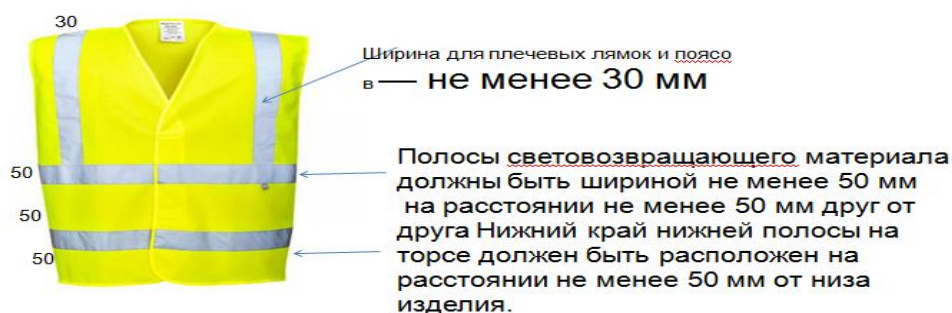 30
Ширина для плечевых лямок и поясо
в — не менее 30 мм
50
50
50
Полосы световозвращающего материала
должны быть шириной не менее 50 мм
на расстоянии не менее 50 мм друг от
друга Нижний край нижней полосы на
торсе должен быть расположен на
расстоянии не менее 50 мм от низа
изделия.